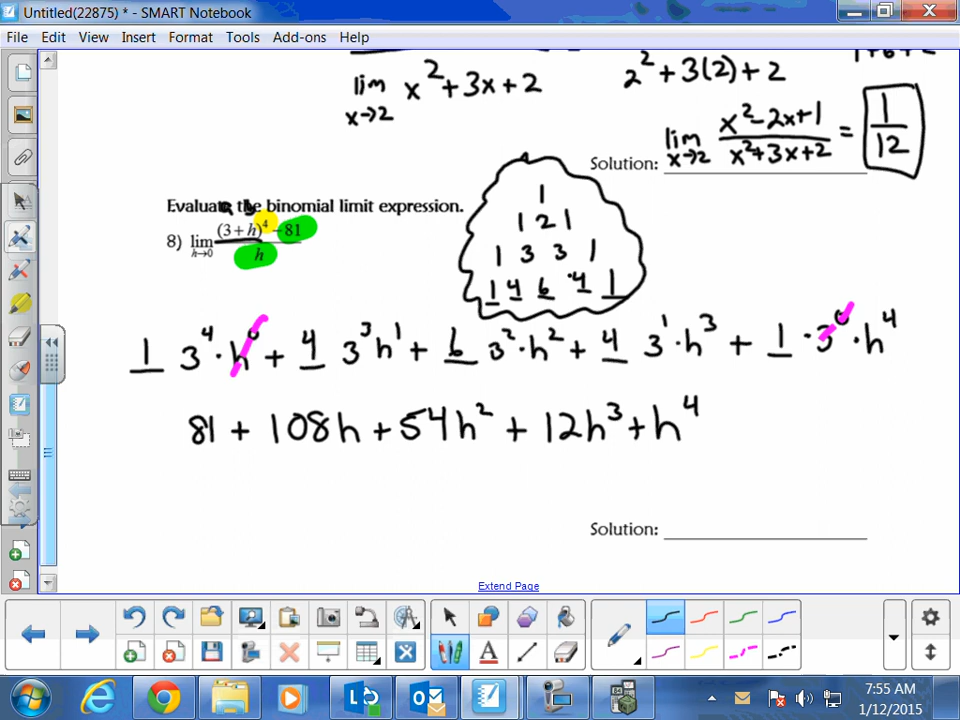 Untitled(22875) * - SMART Notebook
File Edit View Insert Format Tools Add-ons Help
lim x→2 x² + 3x + 2
2² + 3(2) + 2
Solution: lim x→2 (x² - 2x + 1)/(x² + 3x + 2) = 1/12
Evaluate the binomial limit expression.
a b
8) lim h→0 ((3 + h)⁴ − 81)/h
1
1 2 1
1 3 3 1
1 4 6 4 1
1 3⁴ · h⁰ + 4 3³ h¹ + 6 3² · h² + 4 3¹ · h³ + 1 · 3⁰ · h⁴
81 + 108h + 54h² + 12h³ + h⁴
Solution:
Extend Page
7:55 AM
1/12/2015